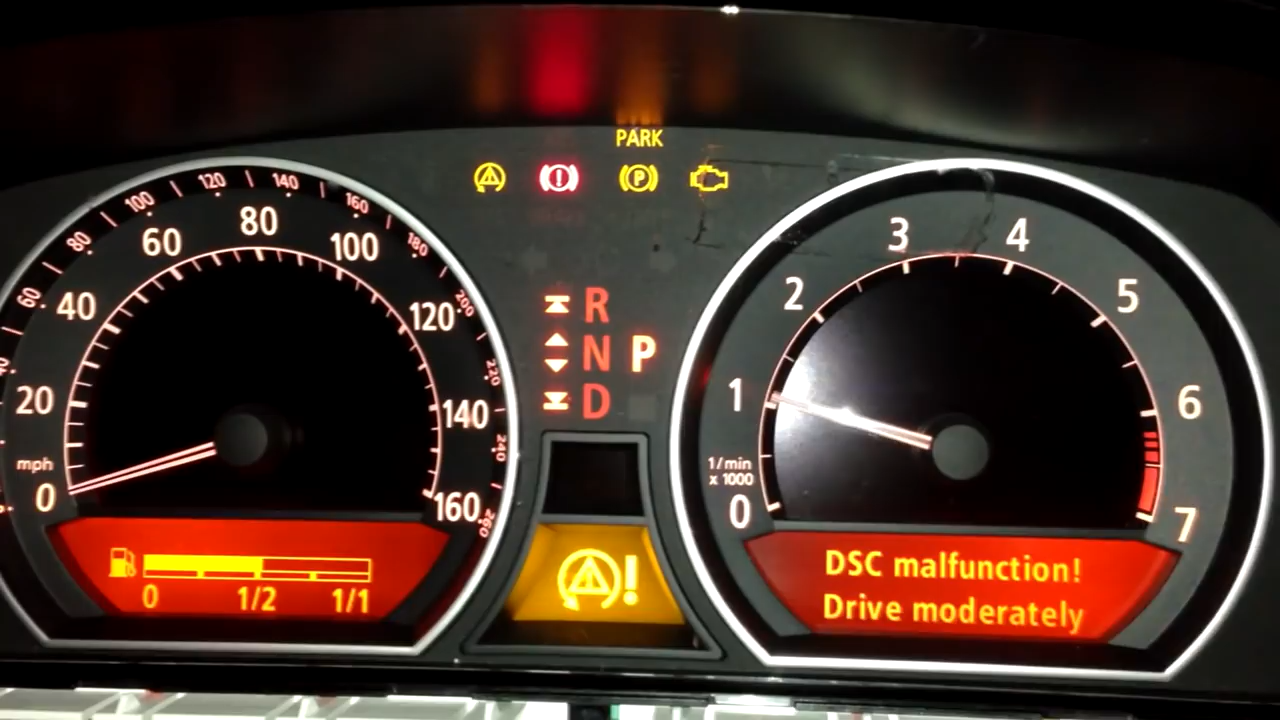 PARK
P
20
40
60
80
100
120
140
160
mph
0
60
80
100
120
140
160
180
200
220
240
260
0 1/2 1/1
R
N P
D
!
1
2
3
4
5
6
7
1/min
x 1000
0
DSC malfunction!
Drive moderately